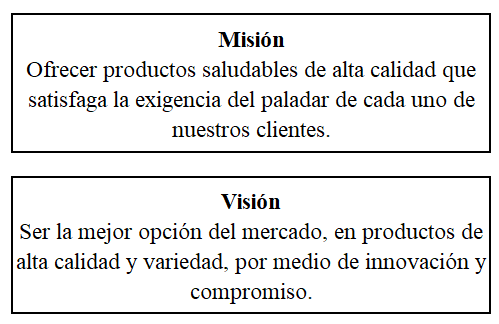 Misión
Ofrecer productos saludables de alta calidad que
satisfaga la exigencia del paladar de cada uno de
nuestros clientes.
Visión
Ser la mejor opción del mercado, en productos de
alta calidad y variedad, por medio de innovación y
compromiso.